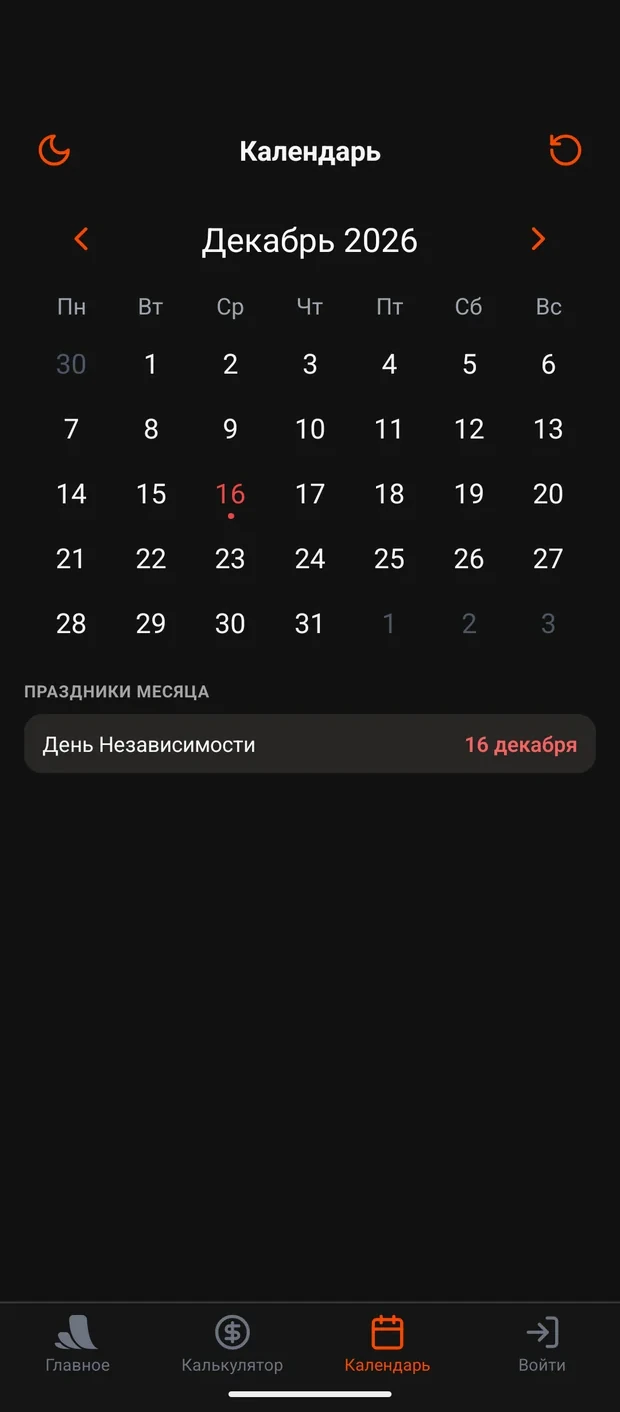 Календарь
Декабрь 2026
Пн Вт Ср Чт Пт Сб Вс
30 1 2 3 4 5 6
7 8 9 10 11 12 13
14 15 16 17 18 19 20
21 22 23 24 25 26 27
28 29 30 31 1 2 3
ПРАЗДНИКИ МЕСЯЦА
День Независимости 16 декабря
Главное Калькулятор Календарь Войти